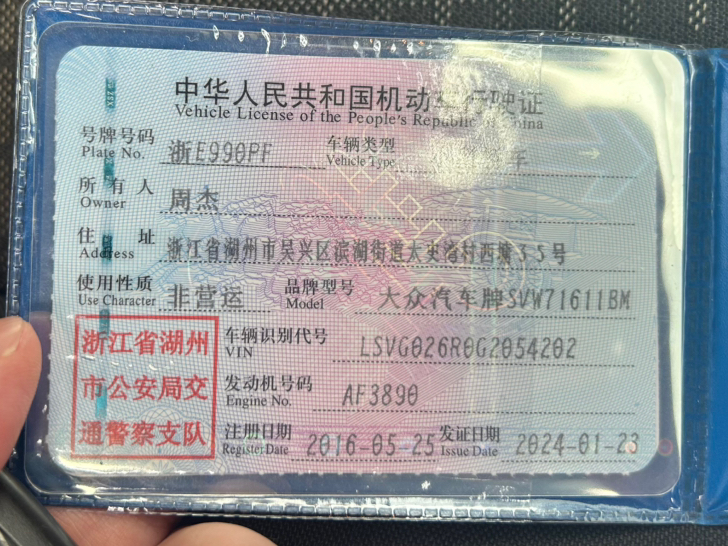 中华人民共和国机动车行驶证
Vehicle License of the People's Republic of China
号牌号码 浙E990PF 车辆类型
Plate No. Vehicle Type
所有人 周杰
Owner
住址 浙江省湖州市吴兴区滨湖街道大史湾村西塘35号
Address
使用性质 非营运 品牌型号 大众汽车牌SVW71611BM
Use Character Model
浙江省湖州
市公安局交
通警察支队
车辆识别代号 LSVG026R0G2054202
VIN
发动机号码 AF3890
Engine No.
注册日期 2016-05-25 发证日期 2024-01-23
Register Date Issue Date